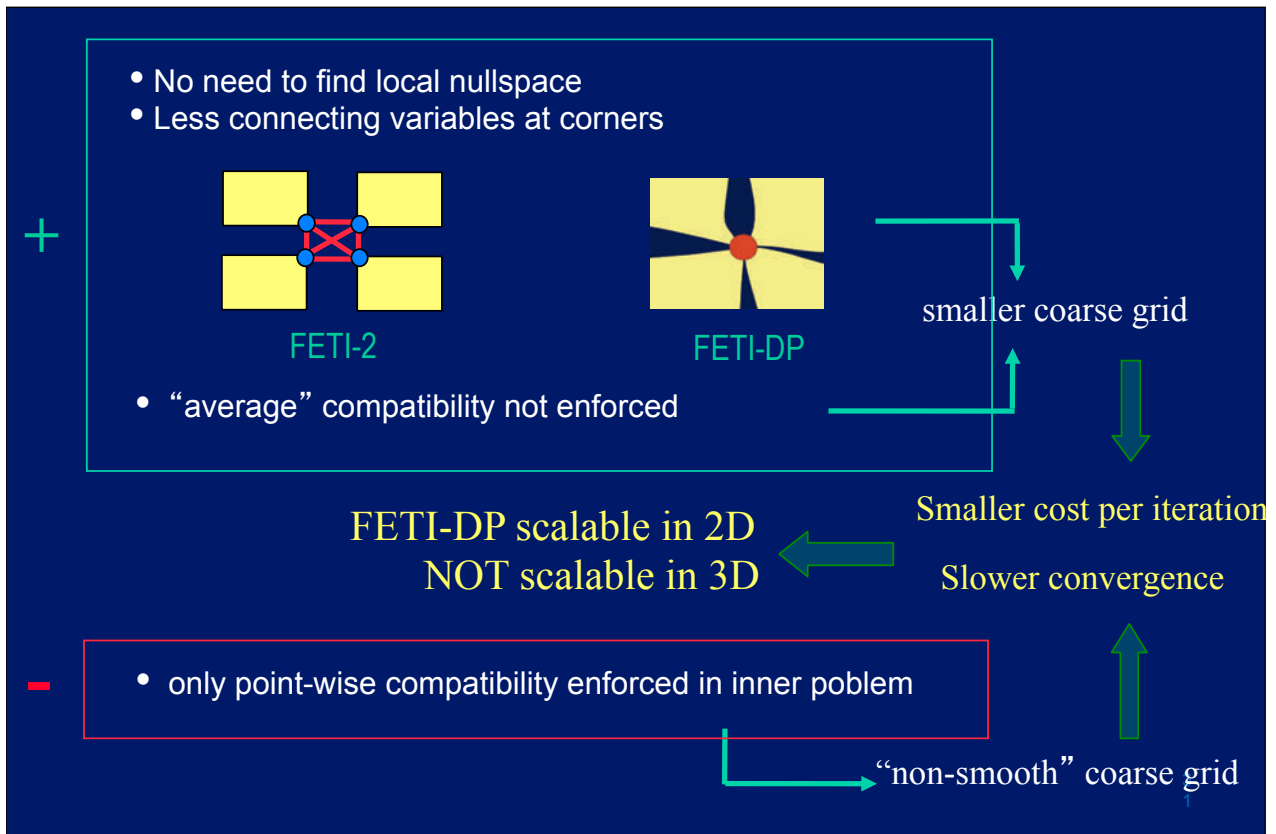 • No need to find local nullspace
• Less connecting variables at corners
+
FETI-2
FETI-DP
smaller coarse grid
• “average” compatibility not enforced
Smaller cost per iteration
FETI-DP scalable in 2D
NOT scalable in 3D
Slower convergence
-
• only point-wise compatibility enforced in inner poblem
“non-smooth” coarse grid
1